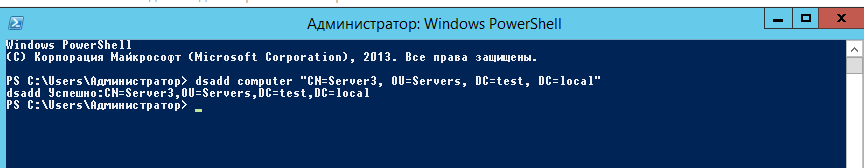 Администратор: Windows PowerShell
Windows PowerShell
(C) Корпорация Майкрософт (Microsoft Corporation), 2013. Все права защищены.
PS C:\Users\Администратор> dsadd computer "CN=Server3, OU=Servers, DC=test, DC=local"
dsadd Успешно:CN=Server3,OU=Servers,DC=test,DC=local
PS C:\Users\Администратор>